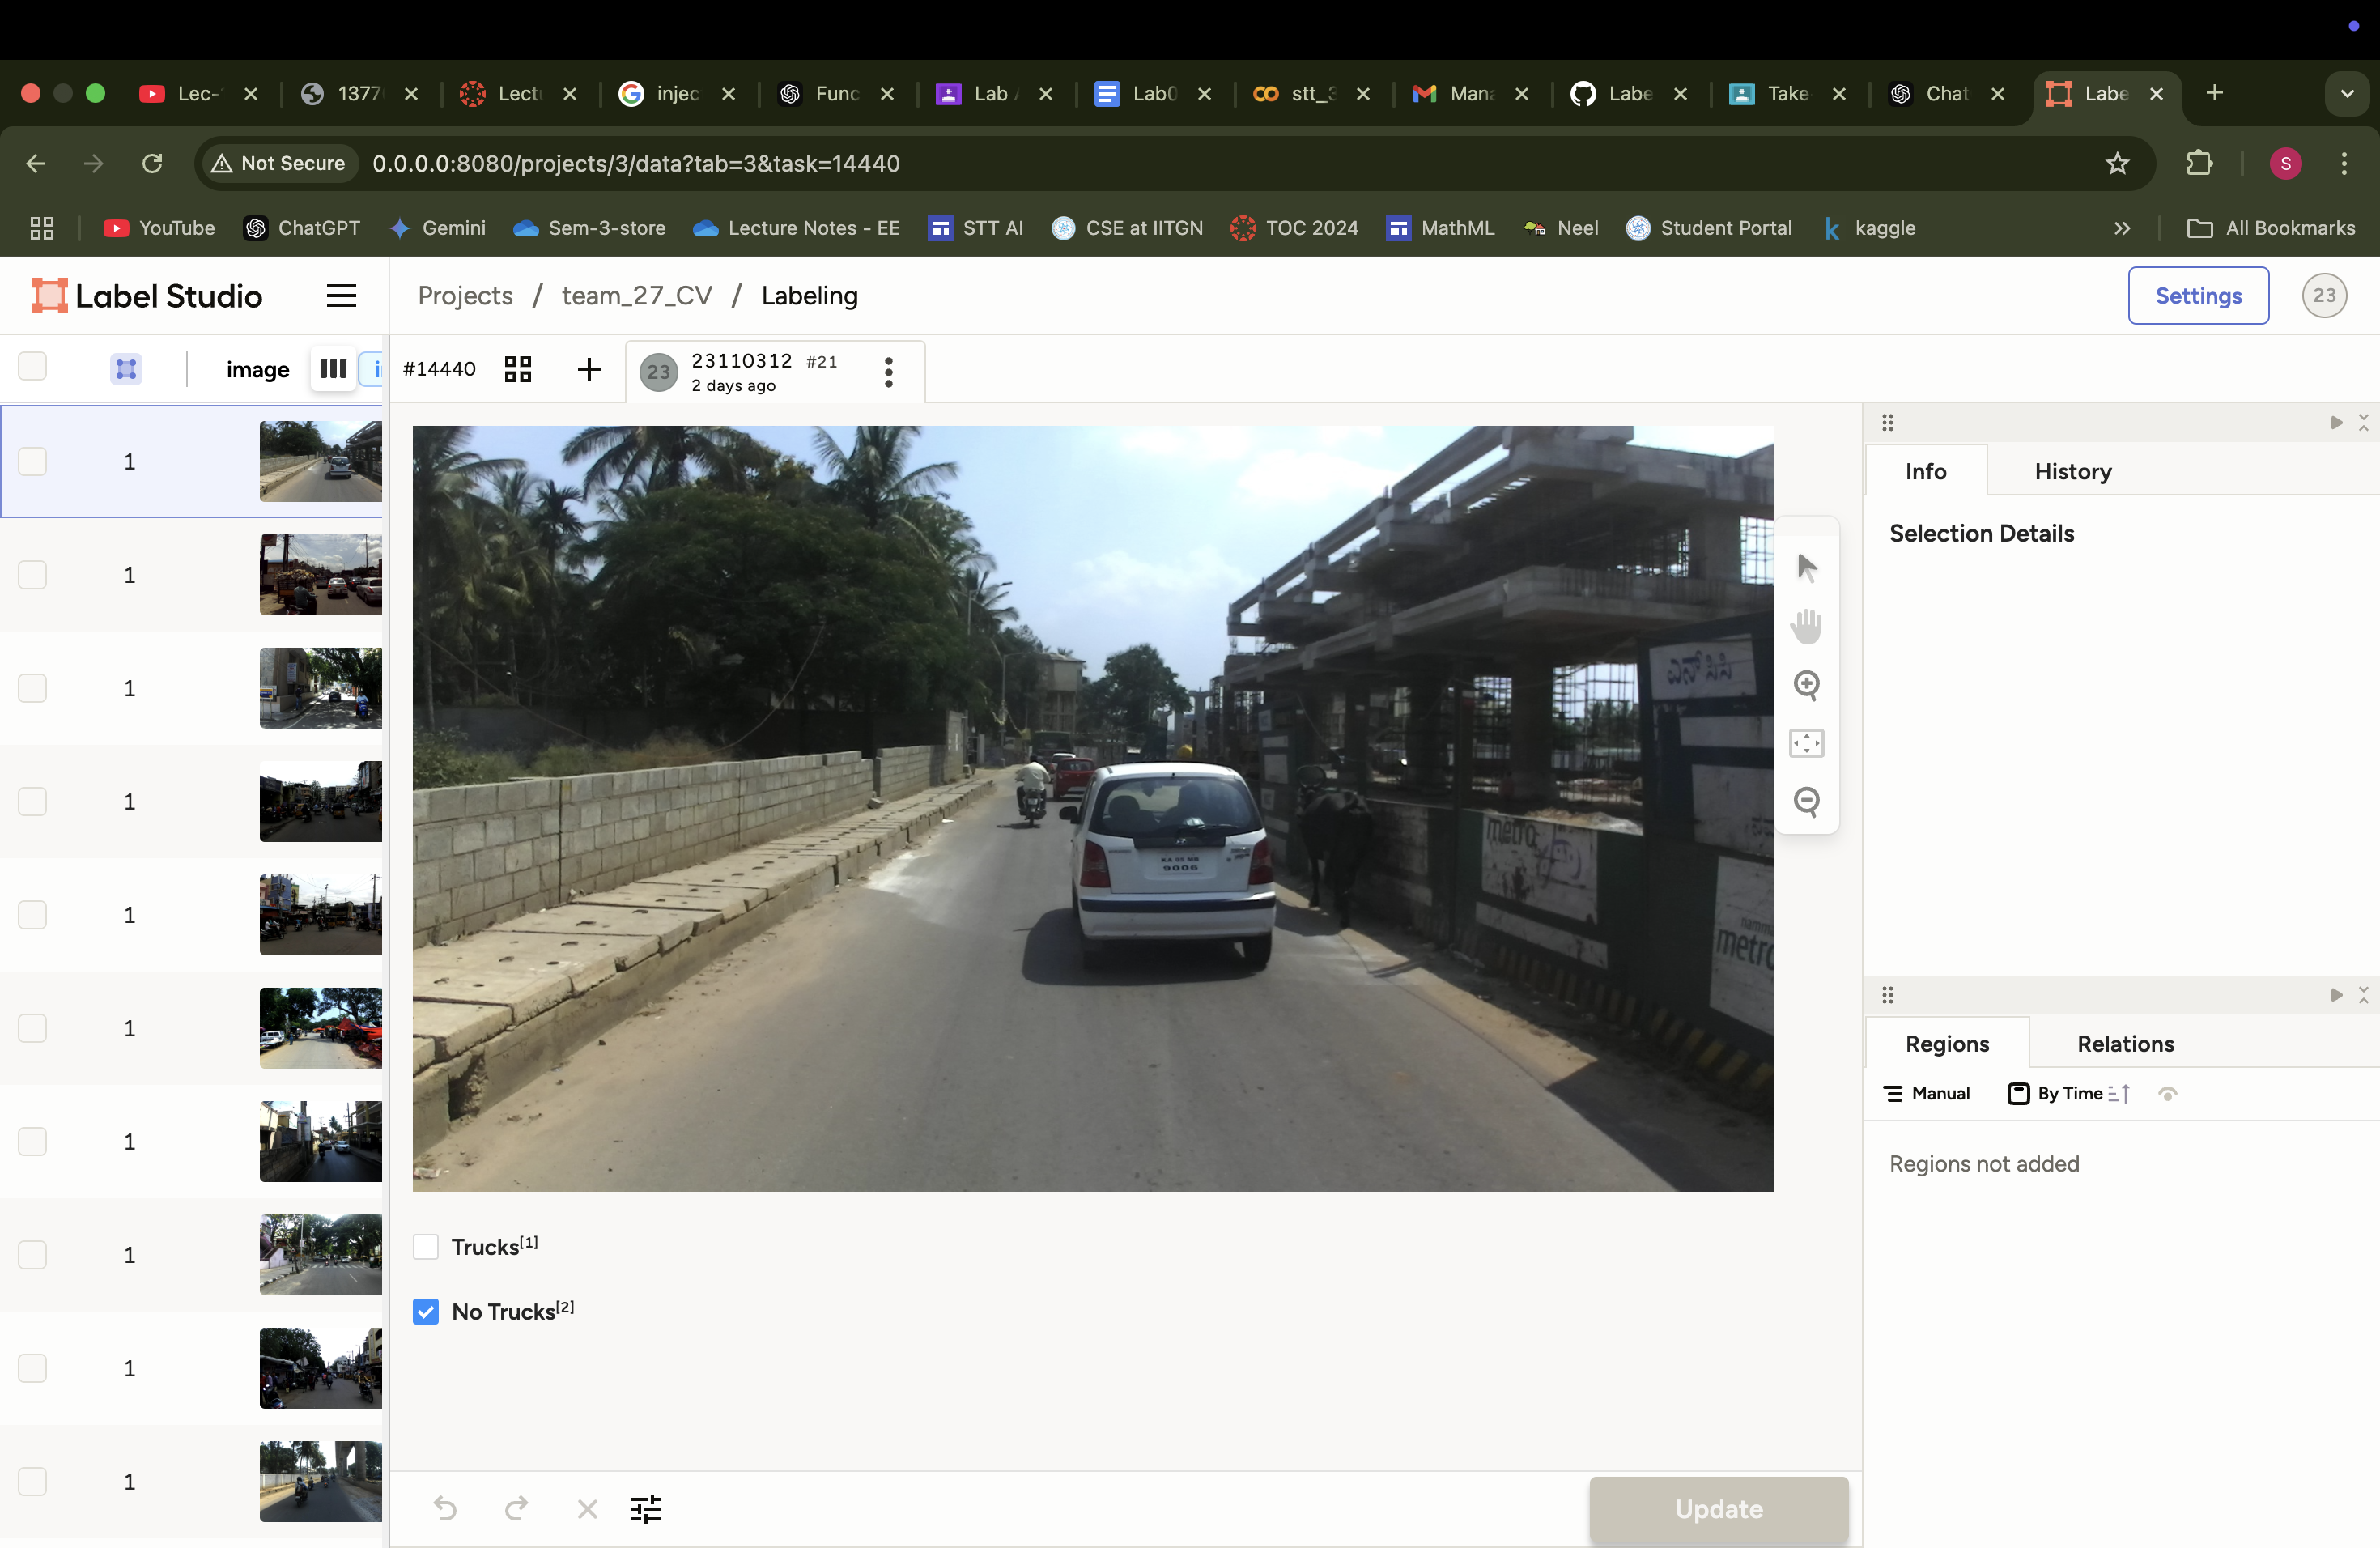 Lec-
1377
Lect
injec
Func
Lab
Lab0
stt_3
Mana
Labe
Take
Chat
Labe
Not Secure
0.0.0.0:8080/projects/3/data?tab=3&task=14440
S
YouTube
ChatGPT
Gemini
Sem-3-store
Lecture Notes - EE
STT AI
CSE at IITGN
TOC 2024
MathML
Neel
Student Portal
kaggle
All Bookmarks
Label Studio
Projects / team_27_CV / Labeling
Settings
23
image
#14440
23
23110312 #21
2 days ago
1
1
1
1
1
1
1
1
1
1
9006
metro
metro
Info
History
Selection Details
Regions
Relations
Manual
By Time
Regions not added
Trucks[1]
No Trucks[2]
Update